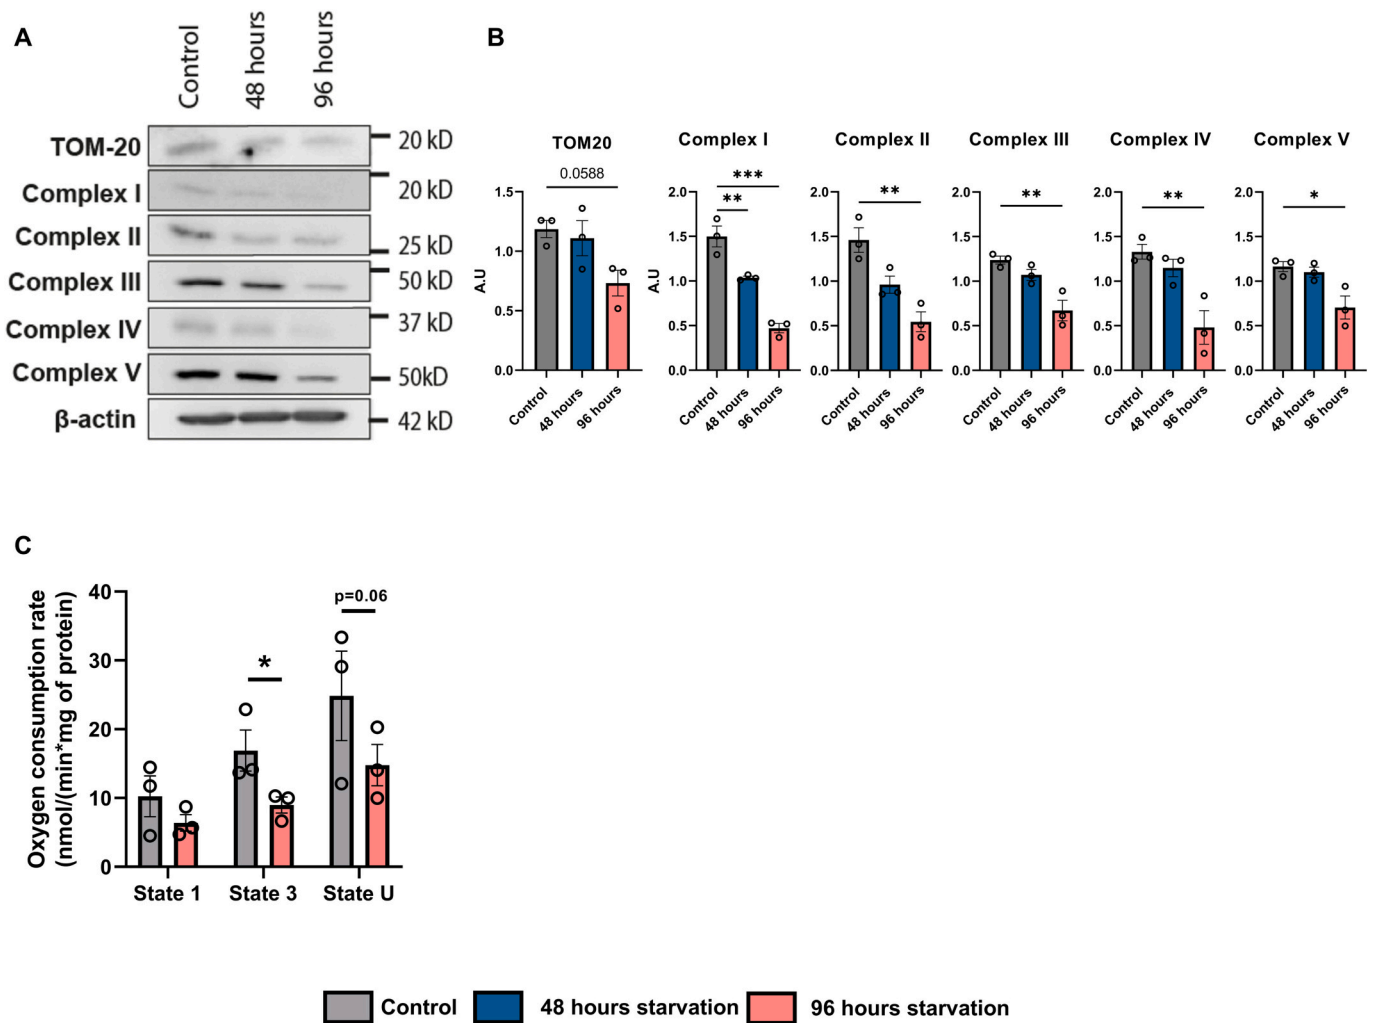 A
Control
48 hours
96 hours
TOM-20
20 kD
Complex I
20 kD
Complex II
25 kD
Complex III
50 kD
Complex IV
37 kD
Complex V
50kD
β-actin
42 kD
B
TOM20
0.0588
A.U
1.5
1.0
0.5
0.0
Control
48 hours
96 hours
Complex I
***
**
A.U
2.0
1.5
1.0
0.5
0.0
Control
48 hours
96 hours
Complex II
**
2.0
1.5
1.0
0.5
0.0
Control
48 hours
96 hours
Complex III
**
2.0
1.5
1.0
0.5
0.0
Control
48 hours
96 hours
Complex IV
**
2.0
1.5
1.0
0.5
0.0
Control
48 hours
96 hours
Complex V
*
2.0
1.5
1.0
0.5
0.0
Control
48 hours
96 hours
C
Oxygen consumption rate
(nmol/(min*mg of protein)
40
30
20
10
0
*
p=0.06
State 1
State 3
State U
Control
48 hours starvation
96 hours starvation